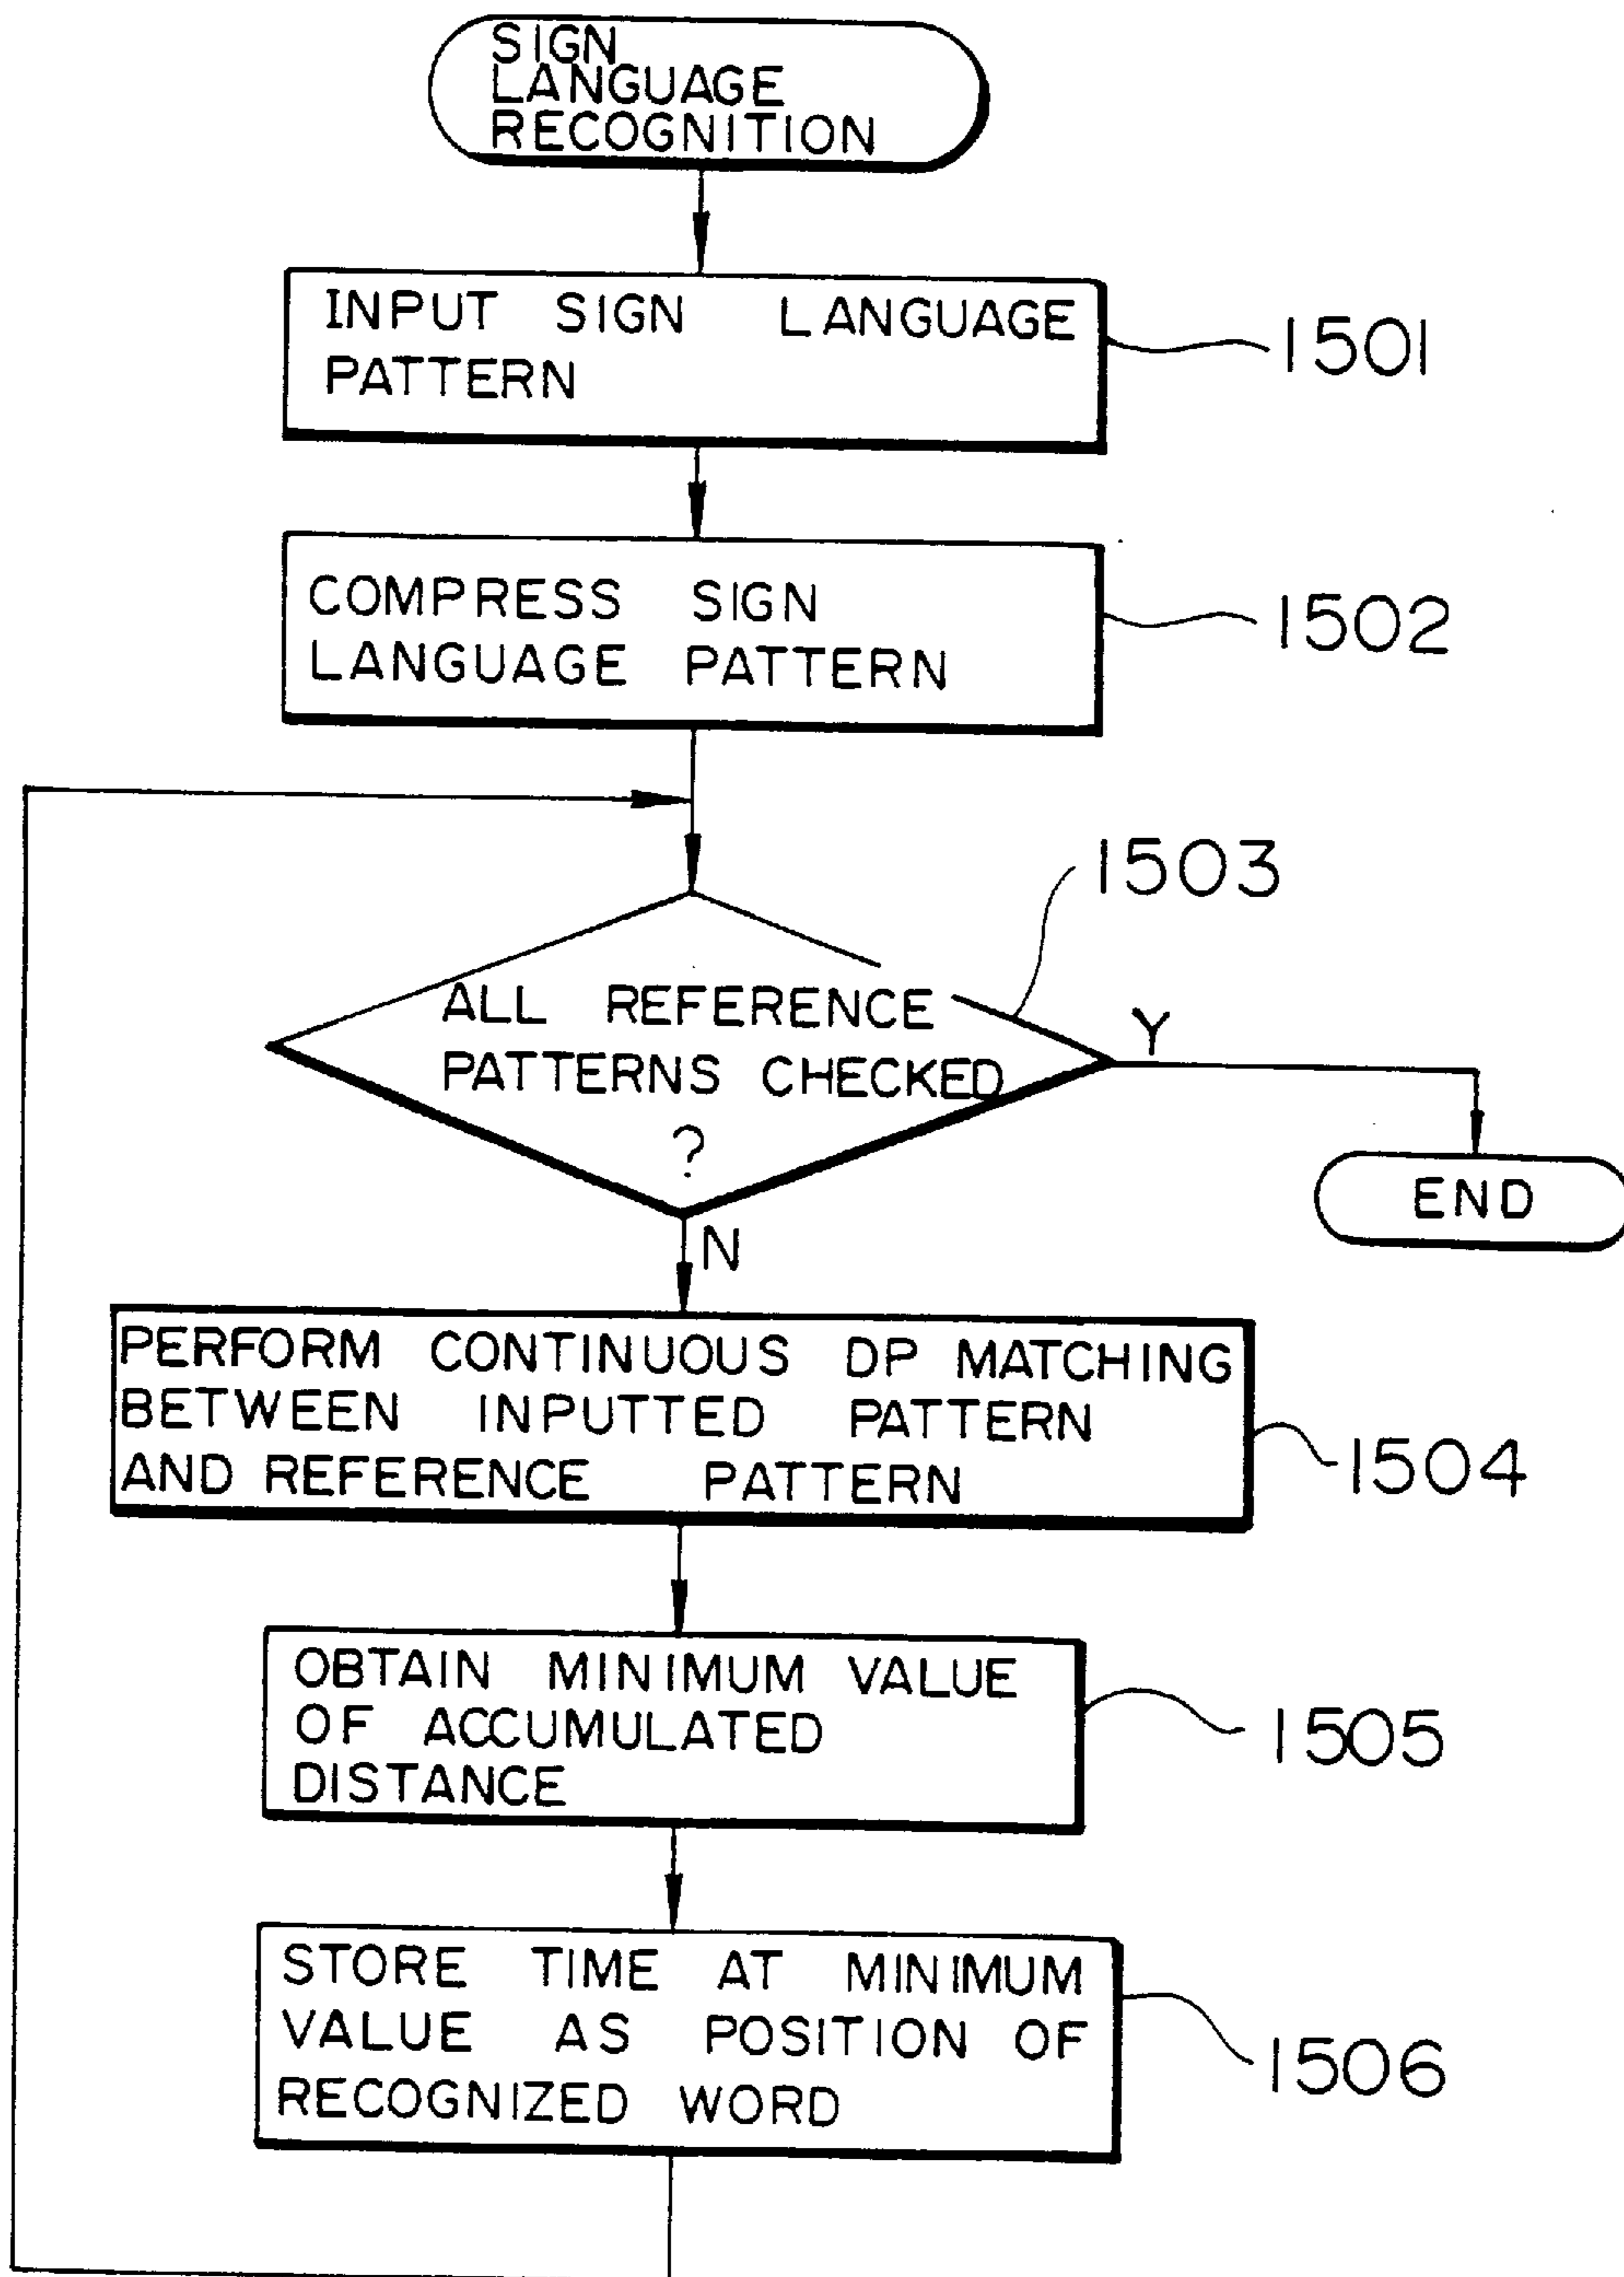 SIGN
LANGUAGE
RECOGNITION
INPUT SIGN LANGUAGE
PATTERN
1501
COMPRESS SIGN
LANGUAGE PATTERN
1502
1503
ALL REFERENCE
PATTERNS CHECKED
?
Y
END
N
PERFORM CONTINUOUS DP MATCHING
BETWEEN INPUTTED PATTERN
AND REFERENCE PATTERN
1504
OBTAIN MINIMUM VALUE
OF ACCUMULATED
DISTANCE
1505
STORE TIME AT MINIMUM
VALUE AS POSITION OF
RECOGNIZED WORD
1506